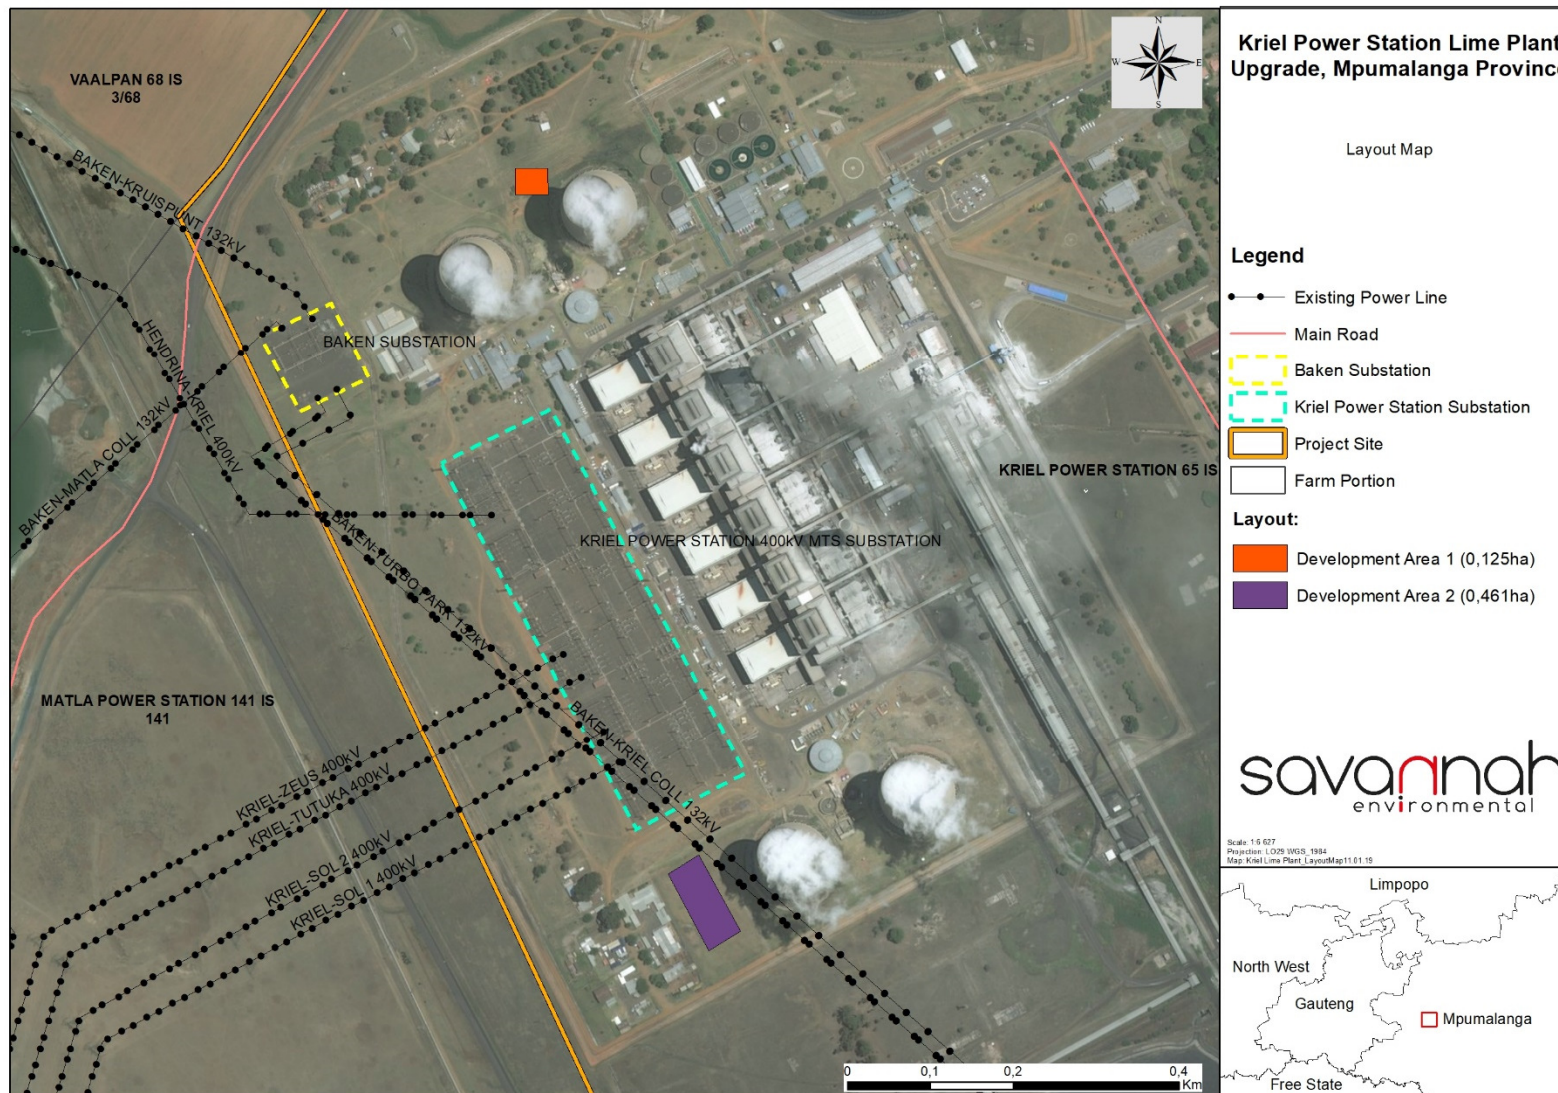 VAALPAN 68 IS
3/68
N
W
E
S
BAKEN-KRUISPUNT 132kV
HENDRINA-KRIEL 400kV
BAKEN SUBSTATION
BAKEN-MATLA COLL 132kV
KRIEL POWER STATION 65 IS
BAKEN-TURBO PARK 132kV
KRIEL POWER STATION 400kV MTS SUBSTATION
MATLA POWER STATION 141 IS
141
KRIEL-ZEUS 400kV
KRIEL-TUTUKA 400kV
KRIEL-SOL 2 400kV
KRIEL-SOL 1 400kV
BAKEN-KRIEL COLL 132kV
0
0,1
0,2
0,4
Km
Kriel Power Station Lime Plant
Upgrade, Mpumalanga Province
Layout Map
Legend
Existing Power Line
Main Road
Baken Substation
Kriel Power Station Substation
Project Site
Farm Portion
Layout:
Development Area 1 (0,125ha)
Development Area 2 (0,461ha)
savannah
environmental
Scale: 1:6 627
Projection: LO29 WGS_1984
Map: Kriel Lime Plant_LayoutMap11.01.19
Limpopo
North West
Gauteng
Mpumalanga
Free State